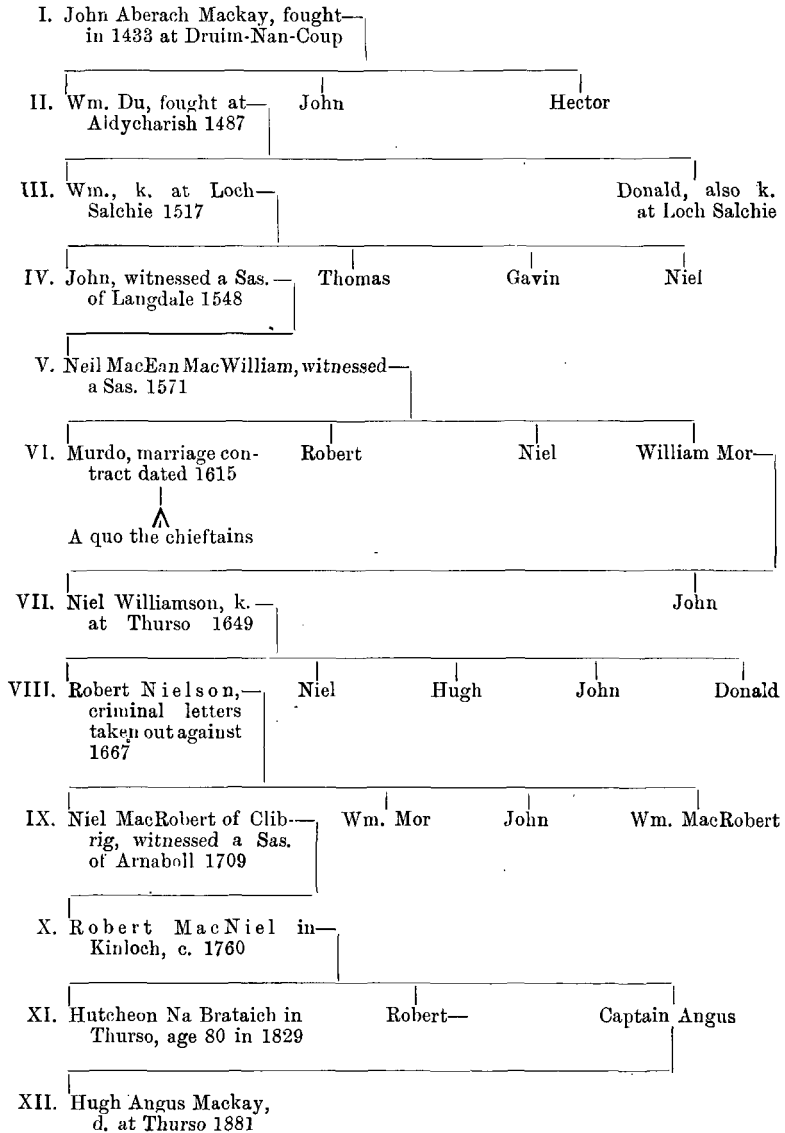 I. John Aberach Mackay, fought—
in 1433 at Druim-Nan-Coup
II. Wm. Du, fought at— John Hector
Aldycharish 1487
III. Wm., k. at Loch— Donald, also k.
Salchie 1517 at Loch Salchie
IV. John, witnessed a Sas.— Thomas Gavin Niel
of Langdale 1548
V. Neil MacEan MacWilliam, witnessed—
a Sas. 1571
VI. Murdo, marriage con- Robert Niel William Mor—
tract dated 1615
A quo the chieftains
VII. Niel Williamson, k.— John
at Thurso 1649
VIII. Robert Nielson,— Niel Hugh John Donald
criminal letters
taken out against
1667
IX. Niel MacRobert of Clib-— Wm. Mor John Wm. MacRobert
rig, witnessed a Sas.
of Arnaboll 1709
X. Robert MacNiel in—
Kinloch, c. 1760
XI. Hutcheon Na Brataich in Robert— Captain Angus
Thurso, age 80 in 1829
XII. Hugh Angus Mackay,
d. at Thurso 1881